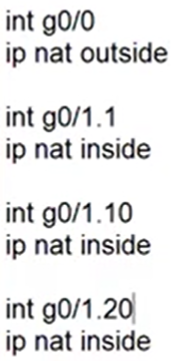 int g0/0
ip nat outside
int g0/1.1
ip nat inside
int g0/1.10
ip nat inside
int g0/1.20
ip nat inside